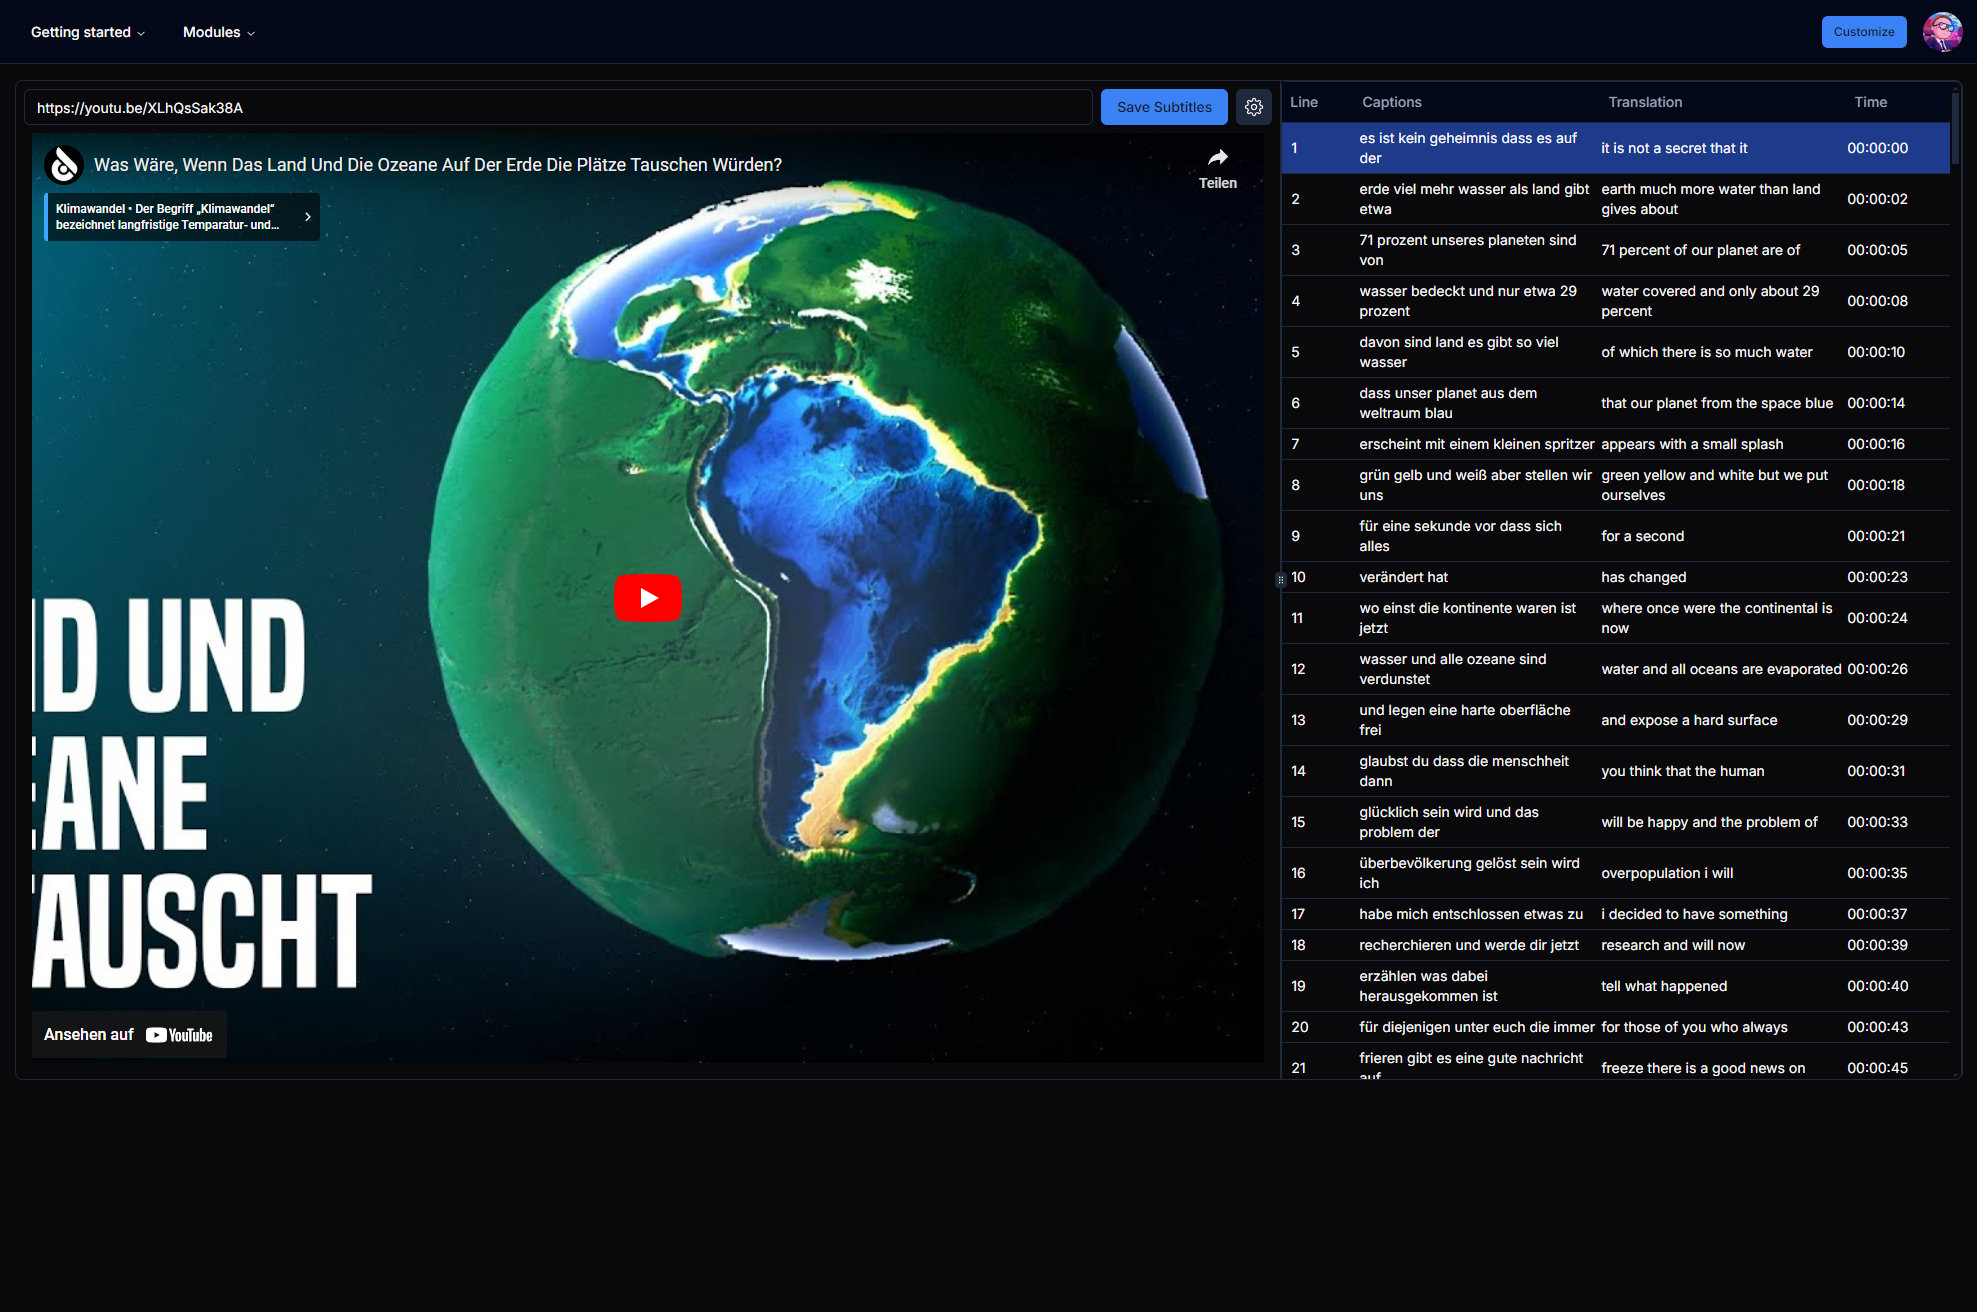 Getting started
Modules
Customize
https://youtu.be/XLhQsSak38A
Save Subtitles
Was Wäre, Wenn Das Land Und Die Ozeane Auf Der Erde Die Plätze Tauschen Würden?
Teilen
Klimawandel • Der Begriff „Klimawandel“
bezeichnet langfristige Temparatur- und...
ND UND
EANE
TAUSCHT
Ansehen auf YouTube
Line Captions Translation Time
1 es ist kein geheimnis dass es auf
der
it is not a secret that it
00:00:00
2 erde viel mehr wasser als land gibt
etwa
earth much more water than land
gives about
00:00:02
3 71 prozent unseres planeten sind
von
71 percent of our planet are of
00:00:05
4 wasser bedeckt und nur etwa 29
prozent
water covered and only about 29
percent
00:00:08
5 davon sind land es gibt so viel
wasser
of which there is so much water
00:00:10
6 dass unser planet aus dem
weltraum blau
that our planet from the space blue
00:00:14
7 erscheint mit einem kleinen spritzer appears with a small splash 00:00:16
8 grün gelb und weiß aber stellen wir
uns
green yellow and white but we put
ourselves
00:00:18
9 für eine sekunde vor dass sich
alles
for a second
00:00:21
10 verändert hat has changed 00:00:23
11 wo einst die kontinente waren ist
jetzt
where once were the continental is
now
00:00:24
12 wasser und alle ozeane sind
verdunstet
water and all oceans are evaporated
00:00:26
13 und legen eine harte oberfläche
frei
and expose a hard surface
00:00:29
14 glaubst du dass die menschheit
dann
you think that the human
00:00:31
15 glücklich sein wird und das
problem der
will be happy and the problem of
00:00:33
16 überbevölkerung gelöst sein wird
ich
overpopulation i will
00:00:35
17 habe mich entschlossen etwas zu i decided to have something 00:00:37
18 recherchieren und werde dir jetzt research and will now 00:00:39
19 erzählen was dabei
herausgekommen ist
tell what happened
00:00:40
20 für diejenigen unter euch die immer for those of you who always 00:00:43
21 frieren gibt es eine gute nachricht
auf
freeze there is a good news on
00:00:45